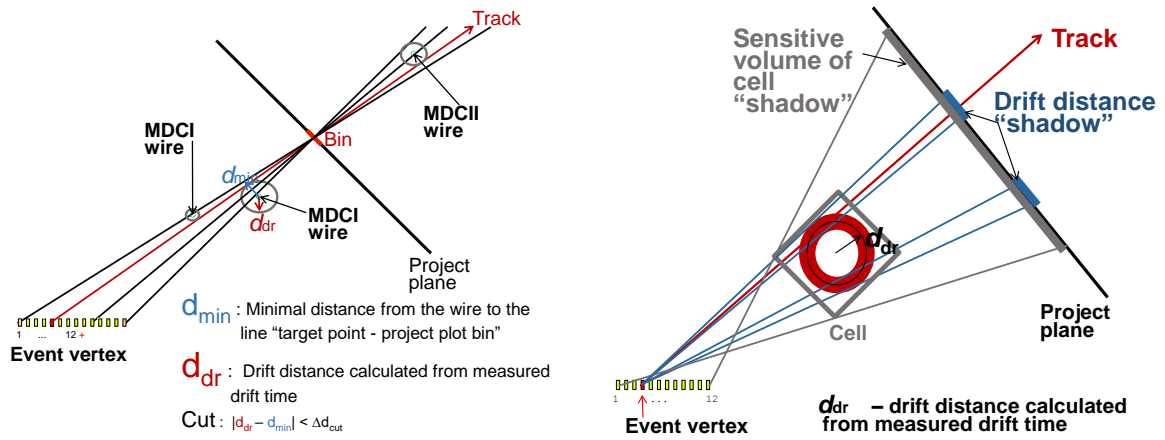 Track
MDCII
wire
MDCI
wire
Bin
dmin
MDCI
wire
ddr
Project
plane
1 ... 12 +
Event vertex
dmin : Minimal distance from the wire to the
line “target point - project plot bin”
ddr : Drift distance calculated from measured
drift time
Cut : |ddr – dmin| < Δdcut
Sensitive
volume of
cell
“shadow”
Track
Drift distance
“shadow”
ddr
Cell
Project
plane
1 ... 12
Event vertex
ddr – drift distance calculated
from measured drift time